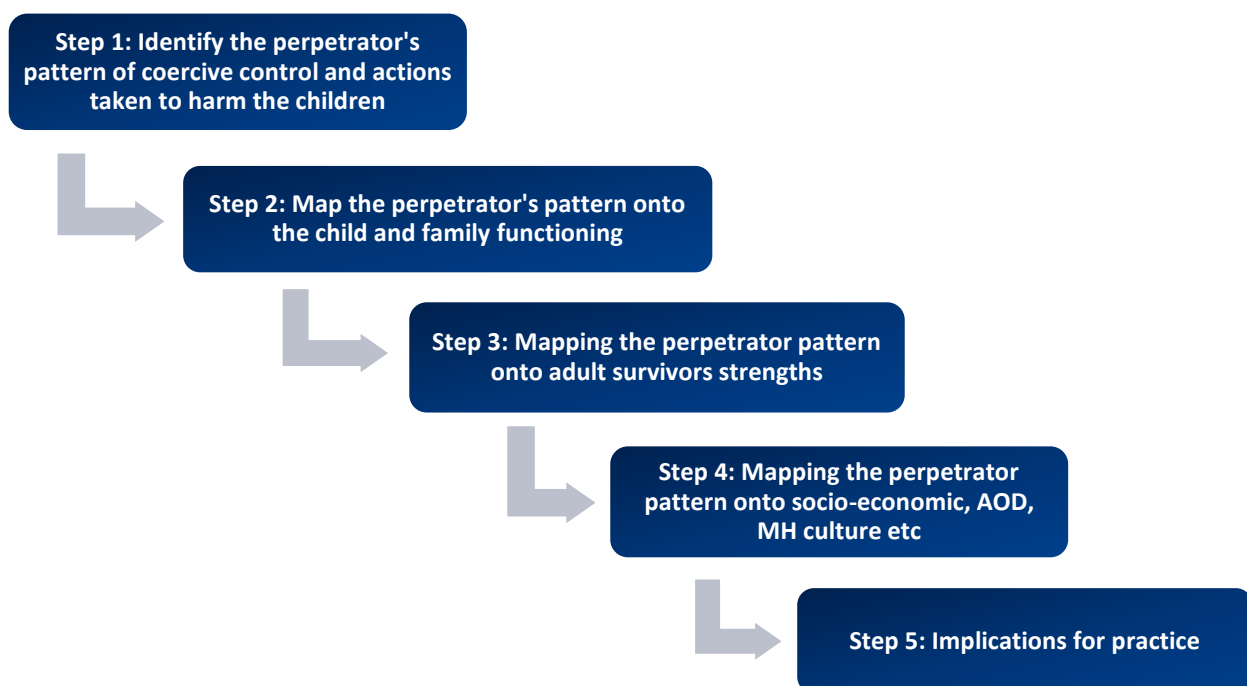 Step 1: Identify the perpetrator's
pattern of coercive control and actions
taken to harm the children
Step 2: Map the perpetrator's pattern onto
the child and family functioning
Step 3: Mapping the perpetrator pattern
onto adult survivors strengths
Step 4: Mapping the perpetrator
pattern onto socio-economic, AOD,
MH culture etc
Step 5: Implications for practice